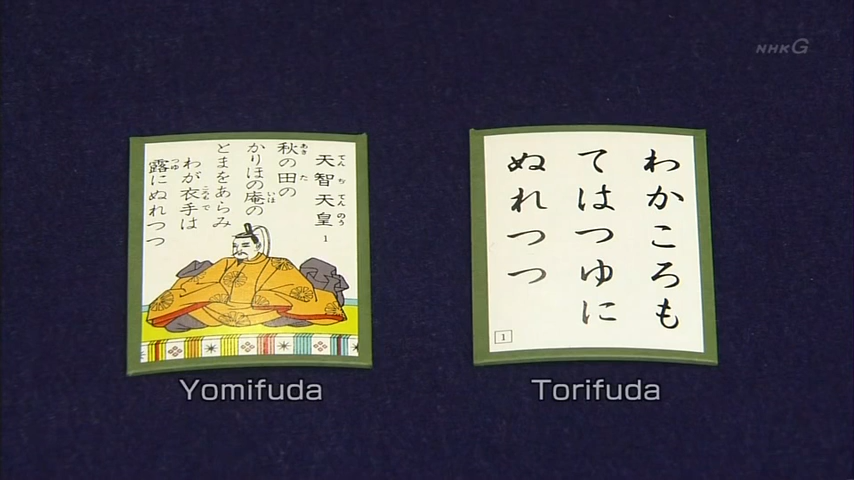 NHK G
天智天皇
てんぢてんのう
1
秋の田の
あきた
かりほの庵の
いほ
とまをあらみ
わが衣手は
ころもで
露にぬれつつ
つゆ
わかころも
てはつゆに
ぬれつつ
1
Yomifuda
Torifuda